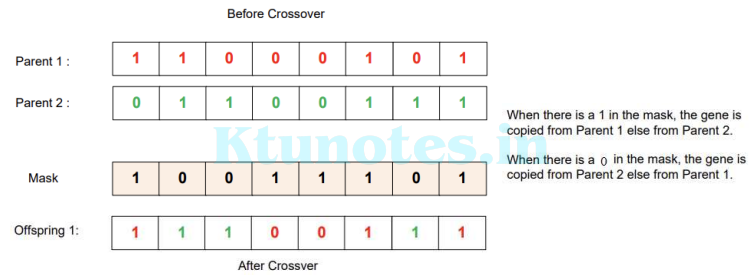 Before Crossover
Parent 1 : 1 1 0 0 0 1 0 1
Parent 2 : 0 1 1 0 0 1 1 1
When there is a 1 in the mask, the gene is
copied from Parent 1 else from Parent 2.
Ktunotes.in
When there is a 0 in the mask, the gene is
copied from Parent 2 else from Parent 1.
Mask 1 0 0 1 1 1 0 1
Offspring 1: 1 1 1 0 0 1 1 1
After Crossver